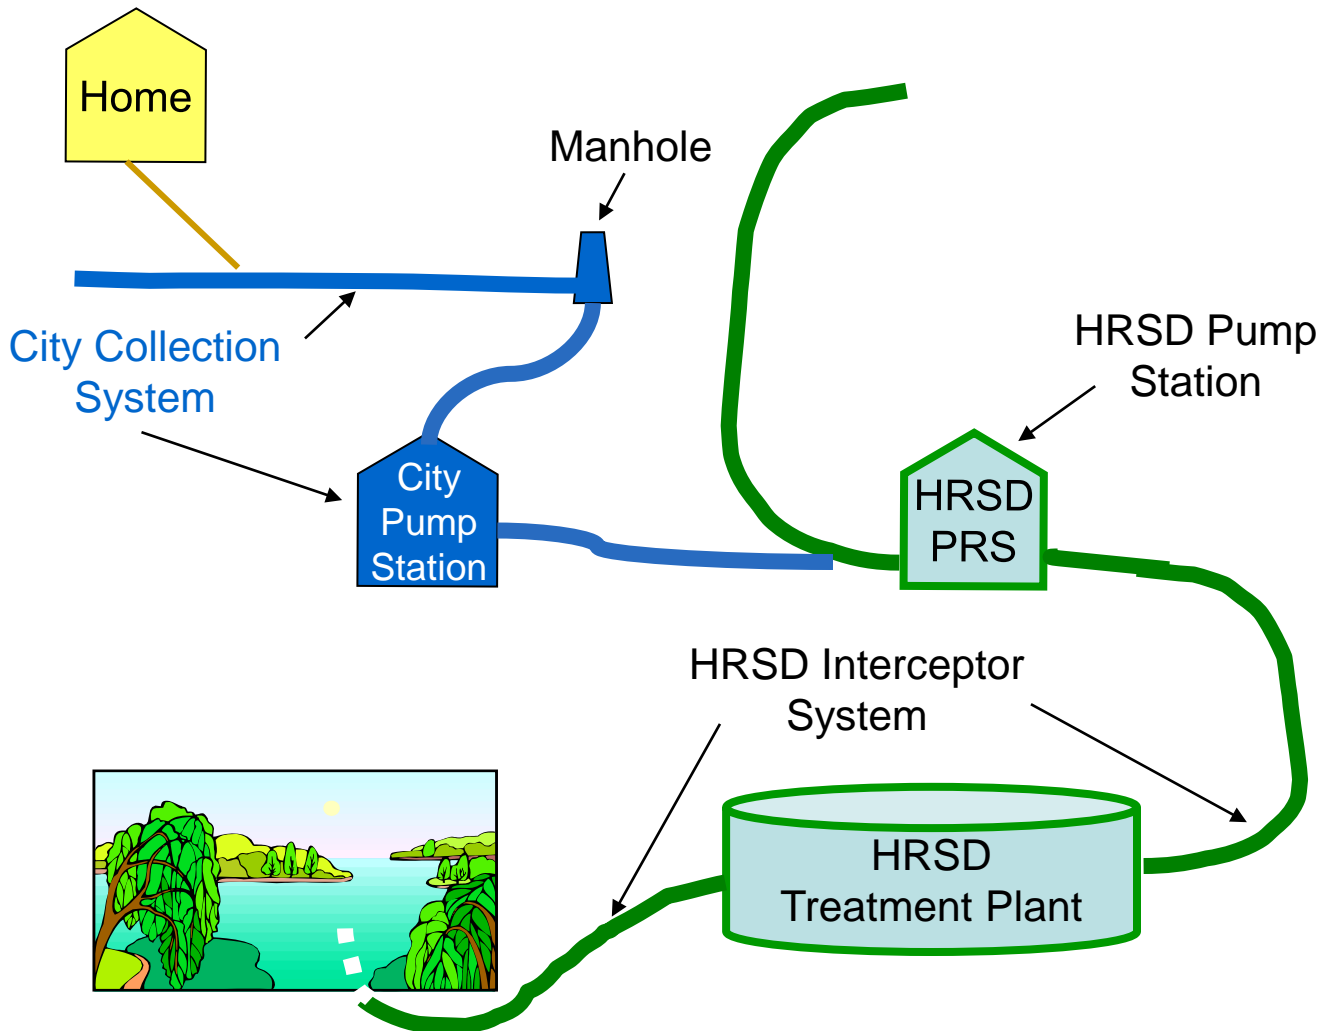 Home
Manhole
City Collection
System
HRSD Pump
Station
City
Pump
Station
HRSD
PRS
HRSD Interceptor
System
HRSD
Treatment Plant